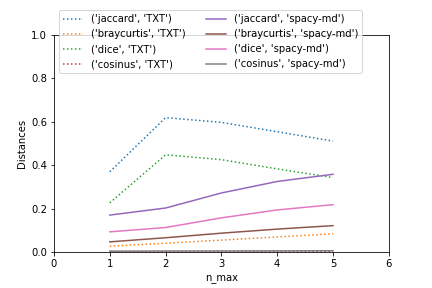 ('jaccard', 'TXT') ('jaccard', 'spacy-md')
('braycurtis', 'TXT') ('braycurtis', 'spacy-md')
('dice', 'TXT') ('dice', 'spacy-md')
('cosinus', 'TXT') ('cosinus', 'spacy-md')
1.0
0.8
0.6
0.4
0.2
0.0
Distances
0 1 2 3 4 5 6
n_max